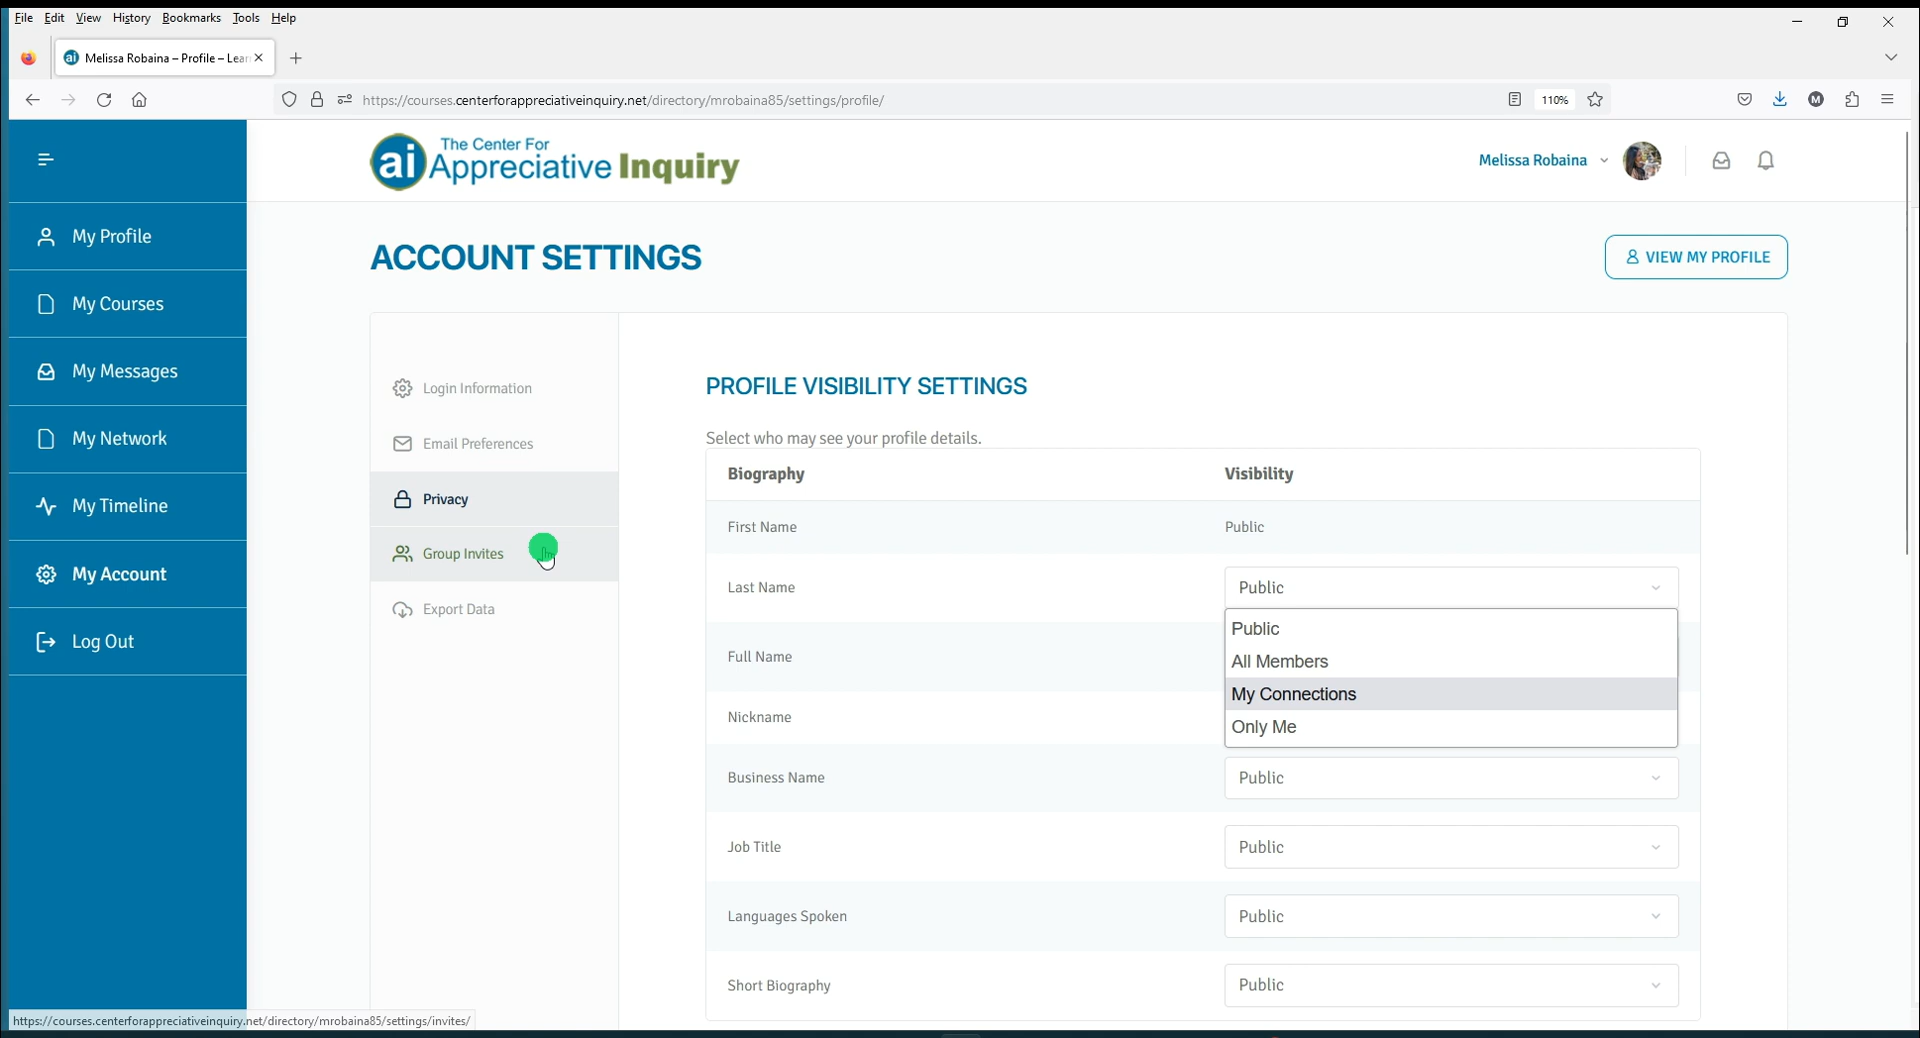 File Edit View History Bookmarks Tools Help
ai Melissa Robaina – Profile – Lear
https://courses.centerforappreciativeinquiry.net/directory/mrobaina85/settings/profile/
110%
M
ai The Center For
Appreciative Inquiry
Melissa Robaina
My Profile
My Courses
My Messages
My Network
My Timeline
My Account
Log Out
ACCOUNT SETTINGS
VIEW MY PROFILE
Login Information
Email Preferences
Privacy
Group Invites
Export Data
PROFILE VISIBILITY SETTINGS
Select who may see your profile details.
Biography Visibility
First Name Public
Last Name Public
Public
All Members
My Connections
Only Me
Full Name
Nickname
Business Name Public
Job Title Public
Languages Spoken Public
Short Biography Public
https://courses.centerforappreciativeinquiry.net/directory/mrobaina85/settings/invites/